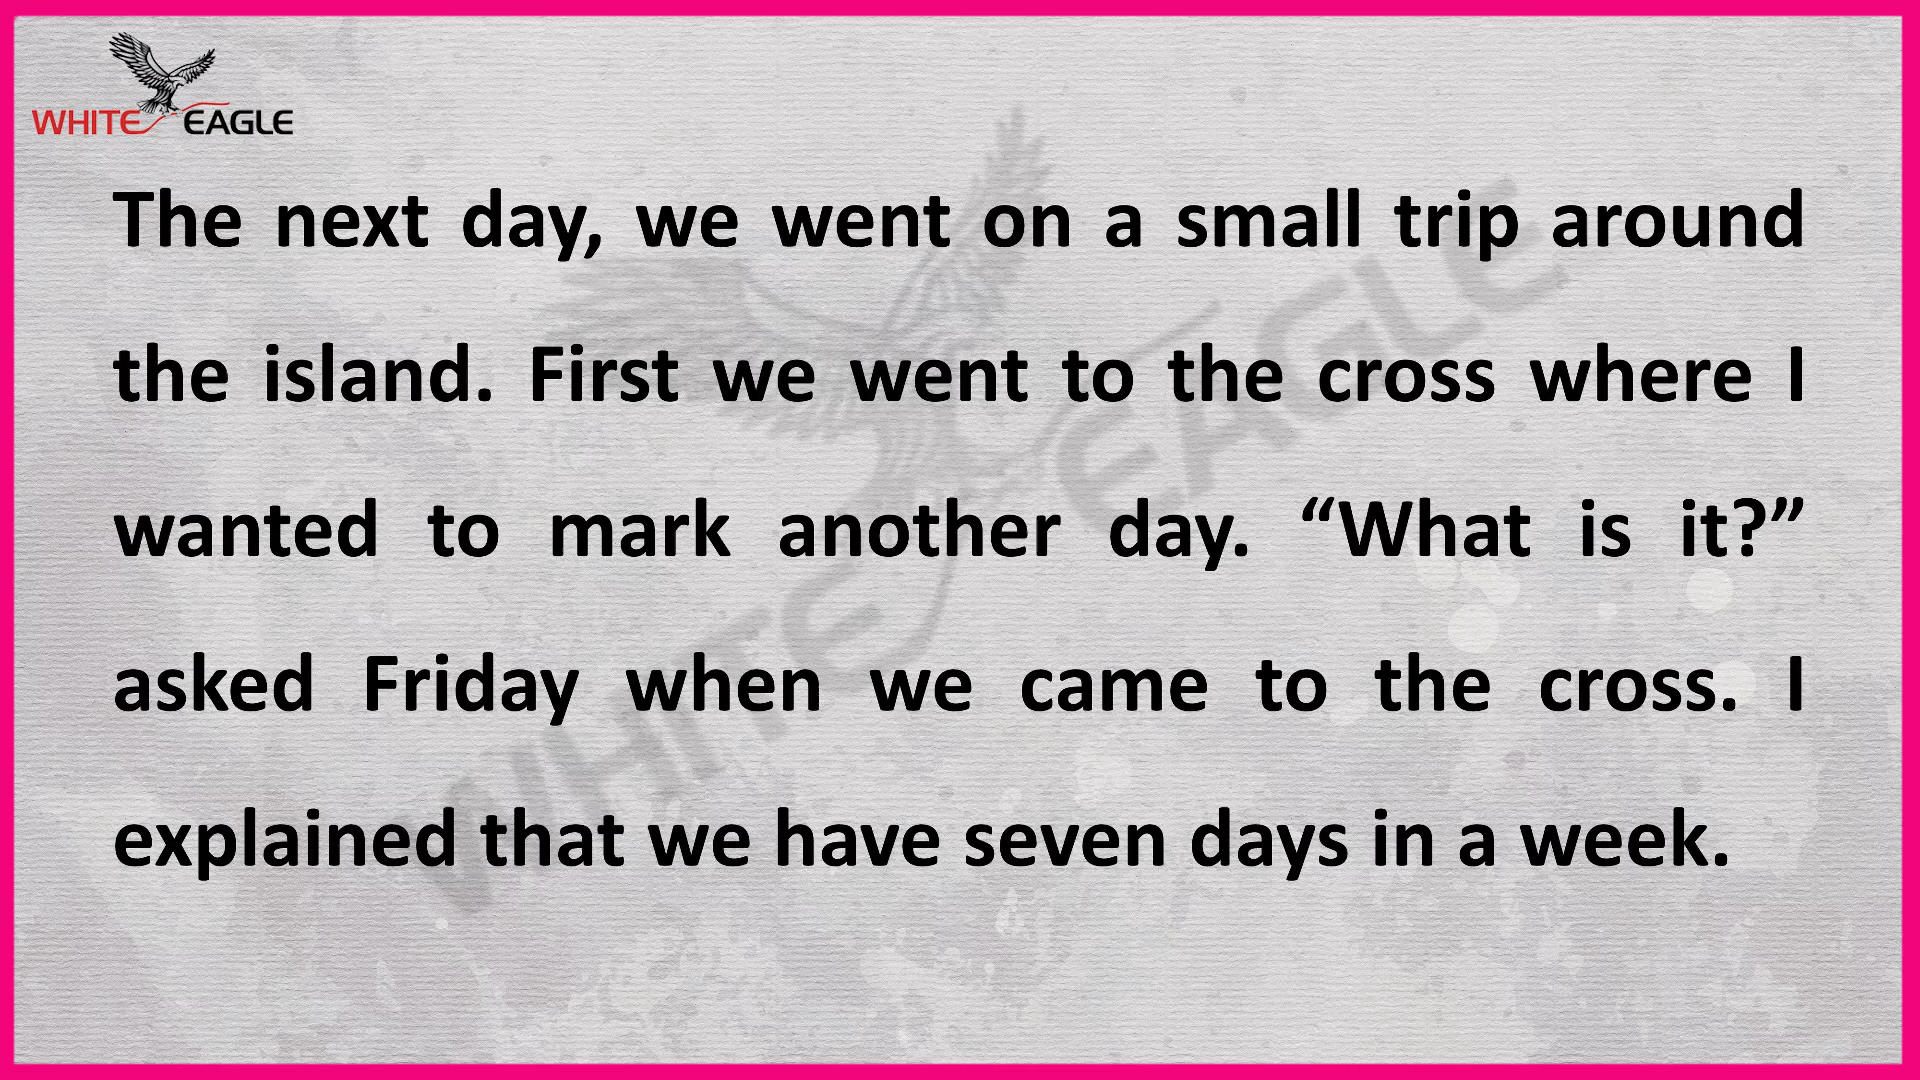 WHITE EAGLE
The next day, we went on a small trip around
the island. First we went to the cross where I
wanted to mark another day. “What is it?”
asked Friday when we came to the cross. I
explained that we have seven days in a week.
WHITE EAGLE